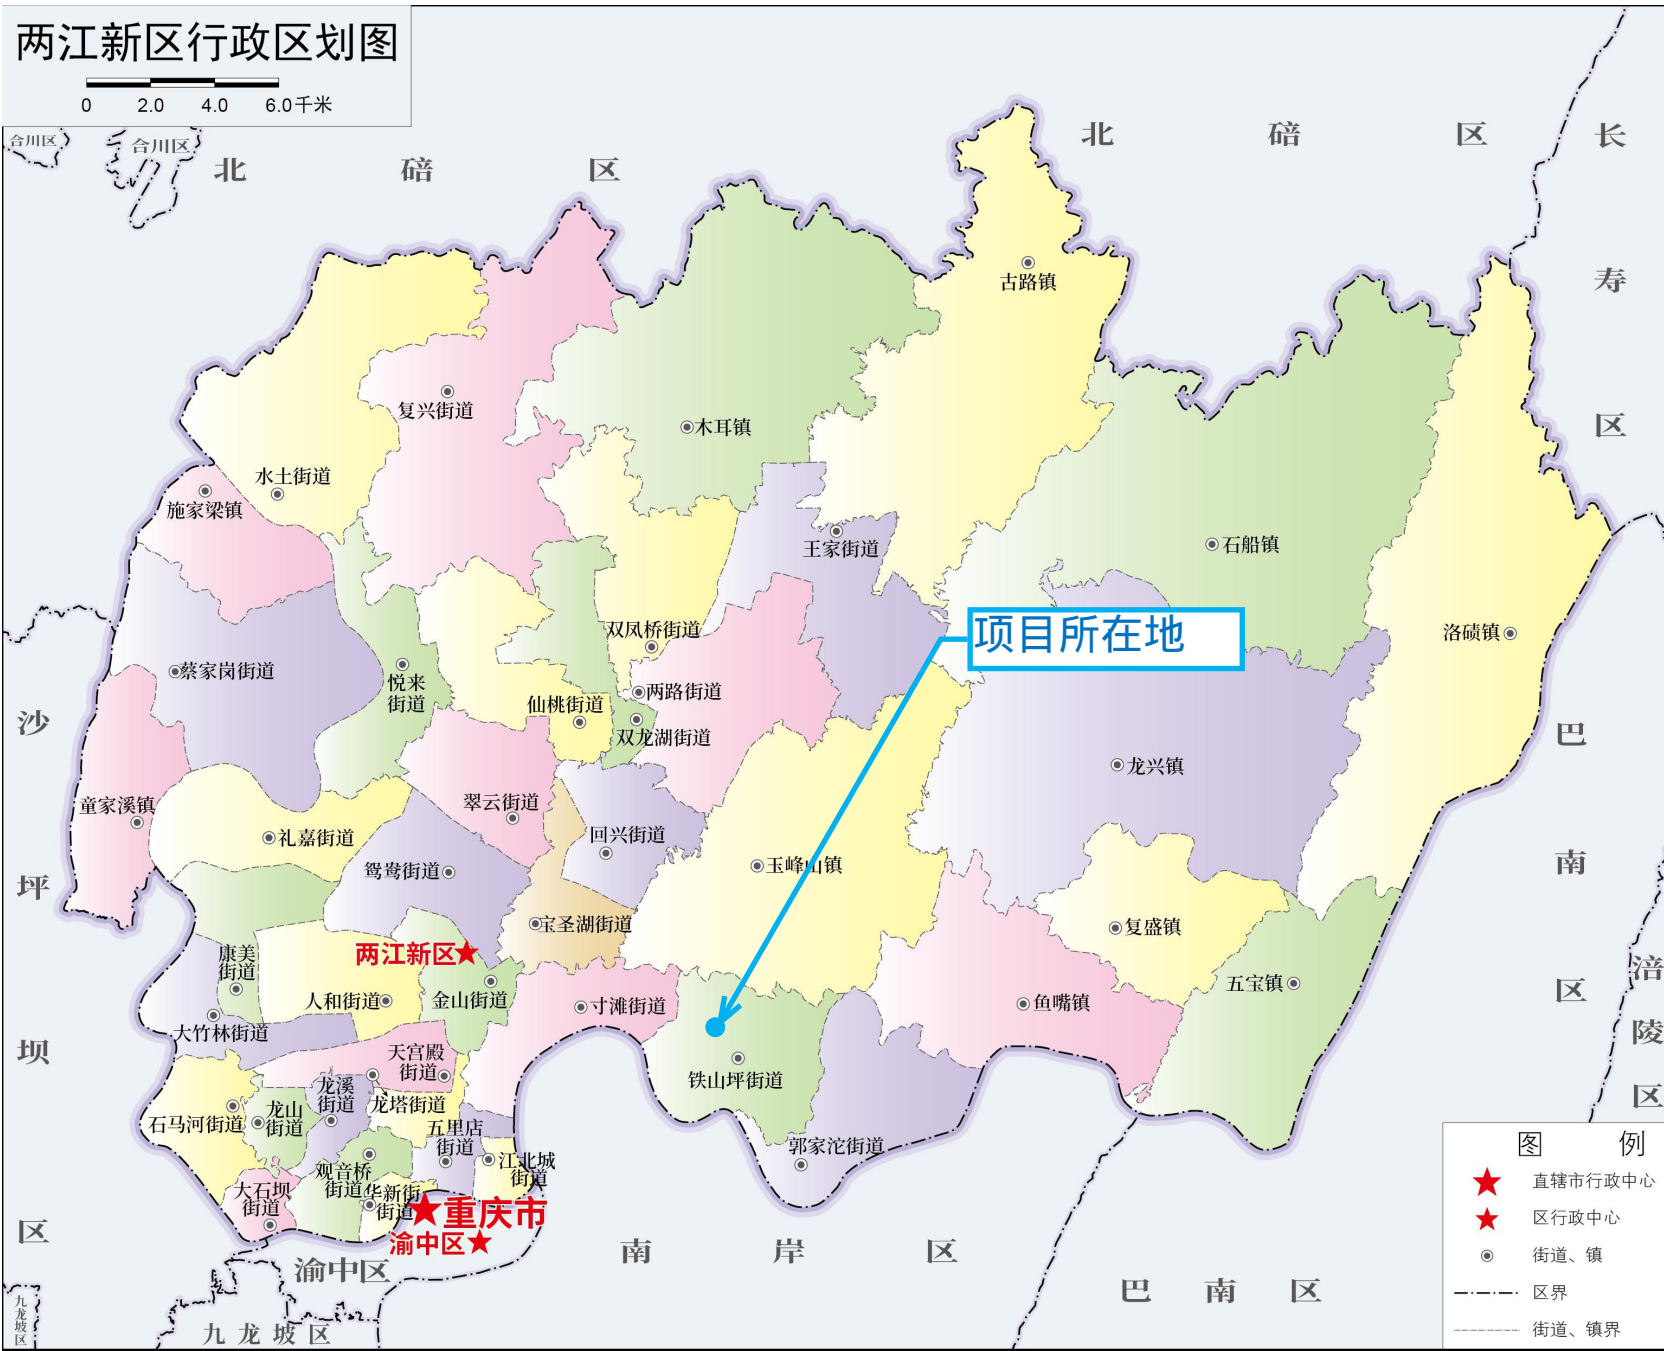 两江新区行政区划图
0 2.0 4.0 6.0千米
合川区
合川区
北碚区
北碚区
长寿区
古路镇
复兴街道
木耳镇
水土街道
施家梁镇
王家街道
石船镇
双凤桥街道
项目所在地
洛碛镇
蔡家岗街道
悦来
街道
仙桃街道
两路街道
双龙湖街道
沙坪坝区
巴南区
龙兴镇
童家溪镇
翠云街道
礼嘉街道
回兴街道
鸳鸯街道
玉峰山镇
宝圣湖街道
复盛镇
康美
街道
两江新区
五宝镇
涪陵区
人和街道
金山街道
寸滩街道
鱼嘴镇
大竹林街道
天宫殿
街道
铁山坪街道
龙溪
街道
龙塔街道
石马河街道
龙山
街道
五里店
街道
郭家沱街道
江北城
街道
观音桥
街道
大石坝
街道
华新街
街道
重庆市
渝中区
渝中区
南岸区
巴南区
九龙坡区
九龙坡区
图例
直辖市行政中心
区行政中心
街道、镇
区界
街道、镇界